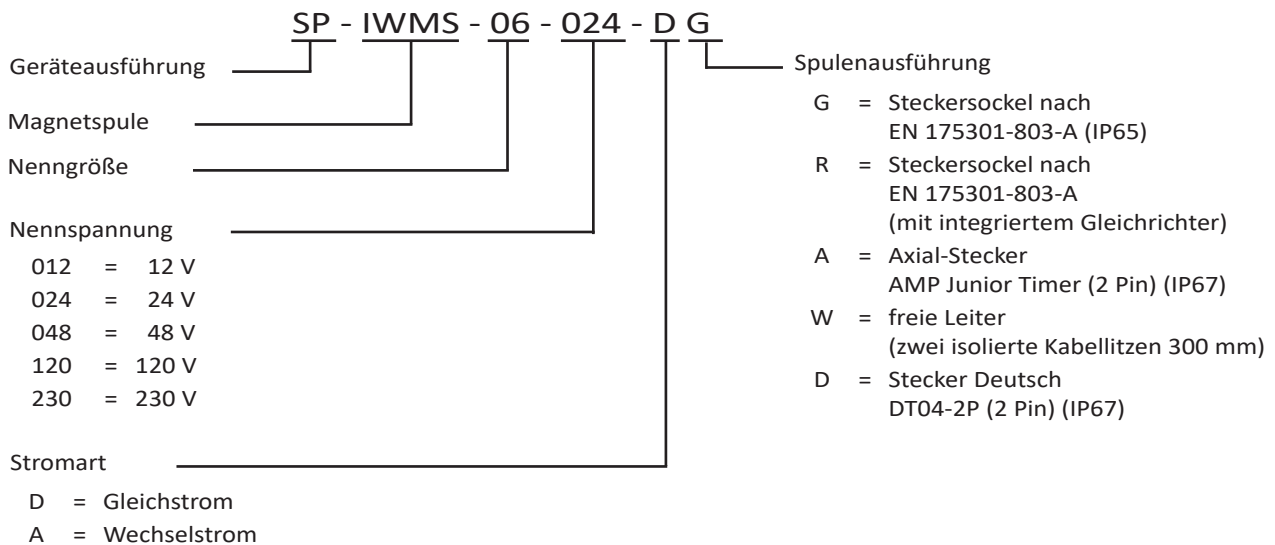 SP - IWMS - 06 - 024 - D G
Geräteausführung
Magnetspule
Nenngröße
Nennspannung
012 = 12 V
024 = 24 V
048 = 48 V
120 = 120 V
230 = 230 V
Stromart
D = Gleichstrom
A = Wechselstrom
Spulenausführung
G = Steckersockel nach
EN 175301-803-A (IP65)
R = Steckersockel nach
EN 175301-803-A
(mit integriertem Gleichrichter)
A = Axial-Stecker
AMP Junior Timer (2 Pin) (IP67)
W = freie Leiter
(zwei isolierte Kabellitzen 300 mm)
D = Stecker Deutsch
DT04-2P (2 Pin) (IP67)